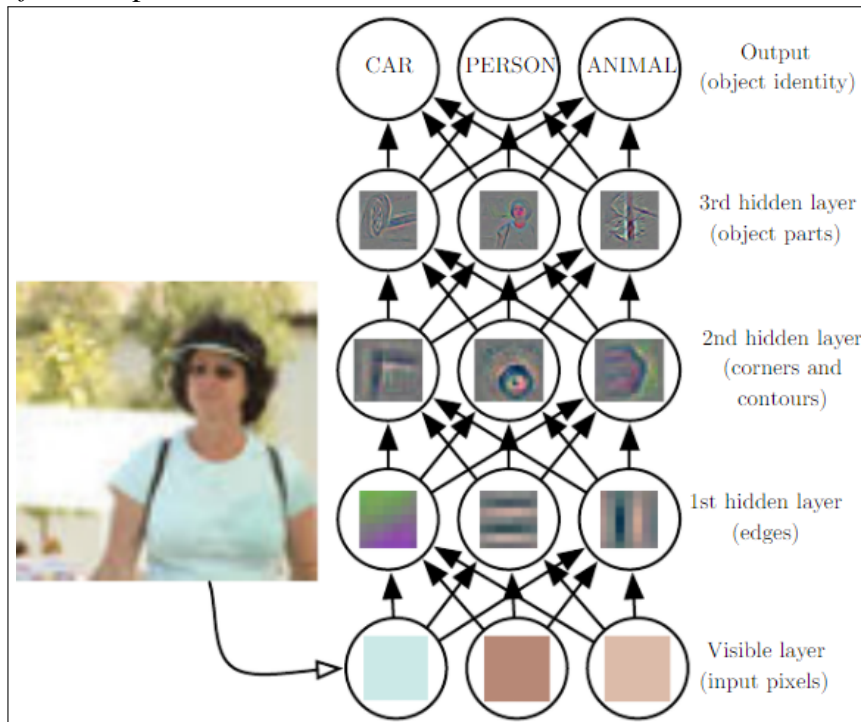 CAR PERSON ANIMAL
Output
(object identity)
3rd hidden layer
(object parts)
2nd hidden layer
(corners and
contours)
1st hidden layer
(edges)
Visible layer
(input pixels)